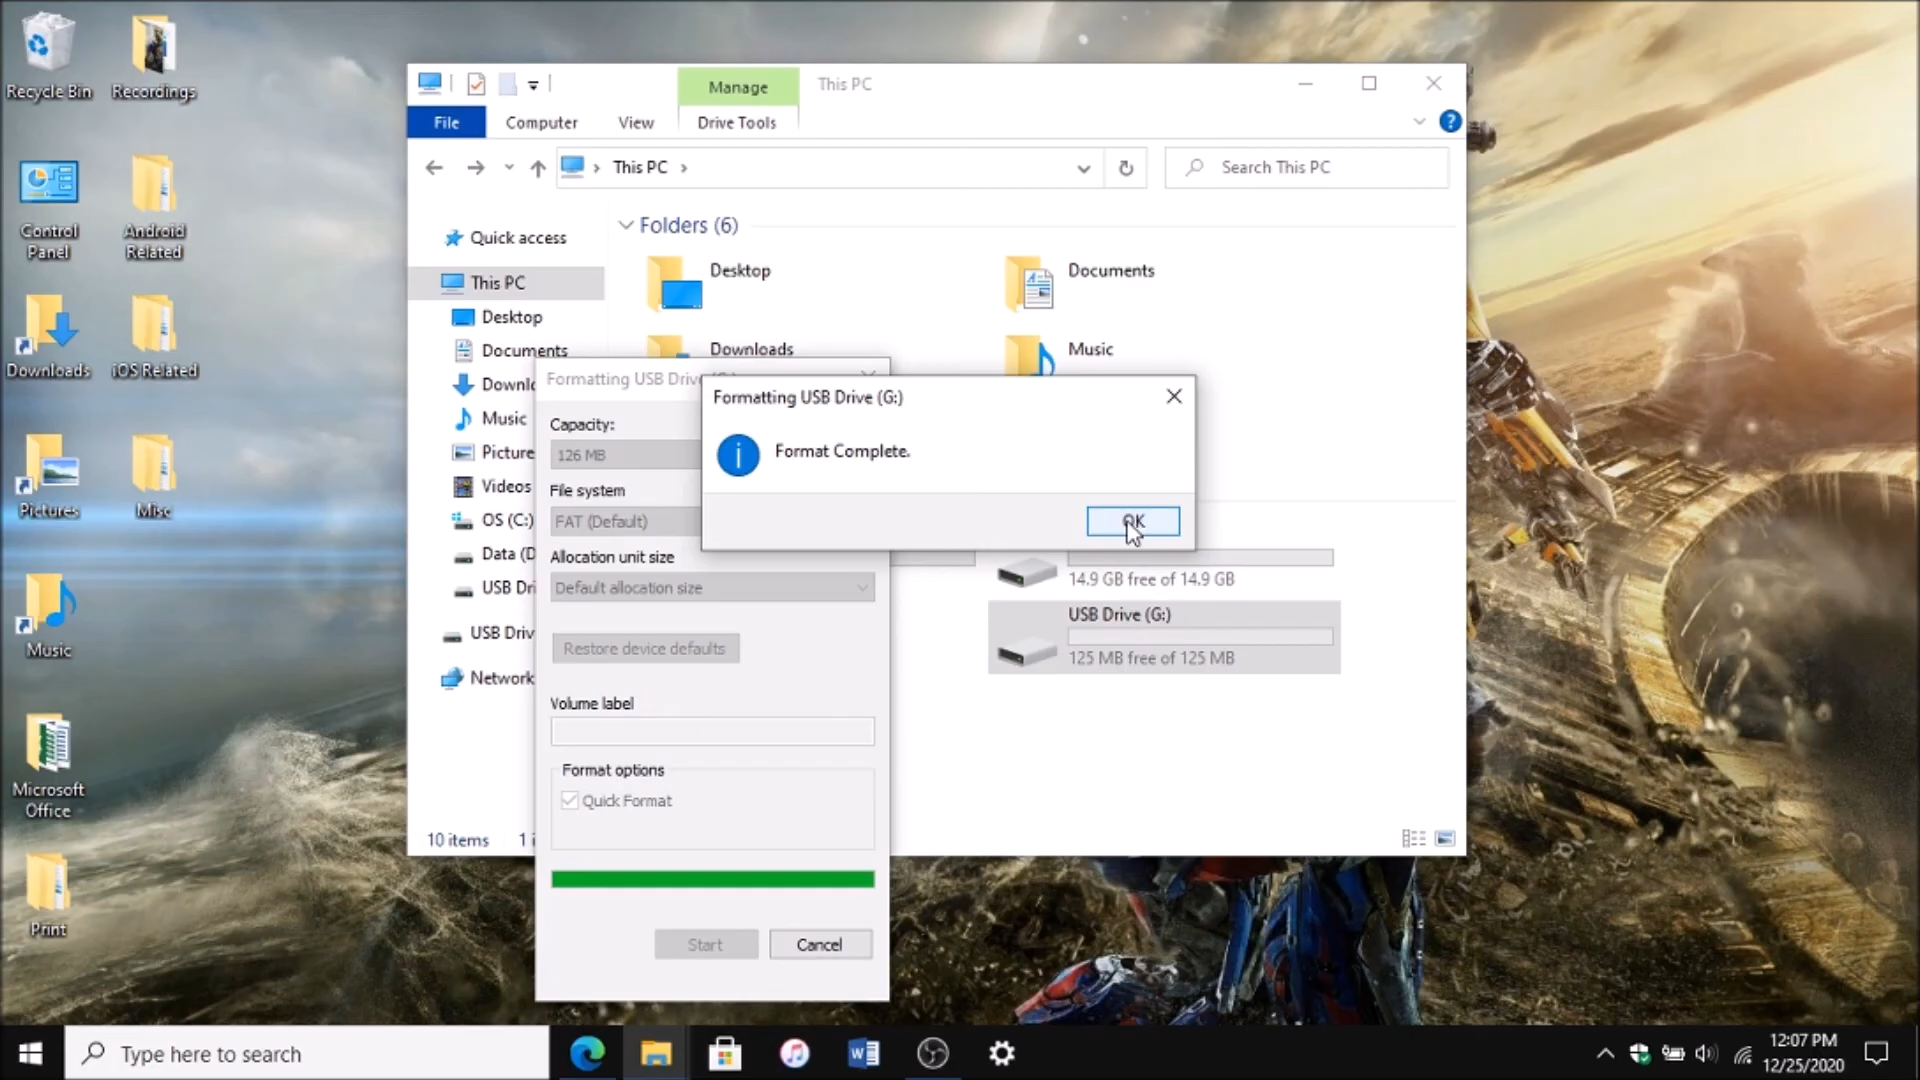 Recycle Bin
Recordings
Control
Panel
Android
Related
Downloads
iOS Related
Pictures
Misc
Music
Microsoft
Office
Print
Manage
This PC
File
Computer
View
Drive Tools
This PC
Search This PC
Quick access
This PC
Desktop
Documents
Downl
Music
Picture
Videos
OS (C:)
Data (D
USB Dri
USB Driv
Network
Folders (6)
Desktop
Documents
Downloads
Music
14.9 GB free of 14.9 GB
USB Drive (G:)
125 MB free of 125 MB
10 items
Formatting USB Driv
Capacity:
126 MB
File system
FAT (Default)
Allocation unit size
Default allocation size
Restore device defaults
Volume label
Format options
Quick Format
Start
Cancel
Formatting USB Drive (G:)
Format Complete.
OK
Type here to search
12:07 PM
12/25/2020